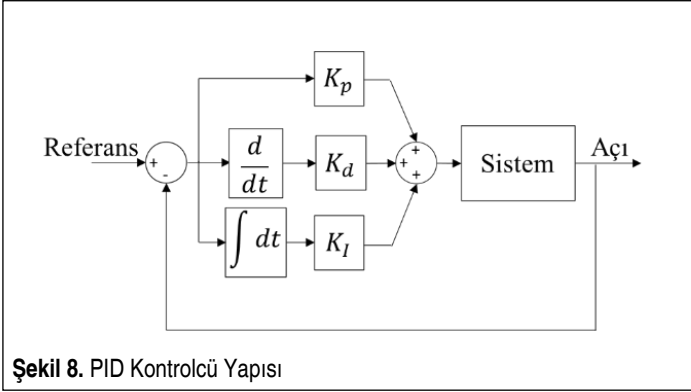 K_p
Referans
+
-
d/dt
K_d
+
+
+
Sistem
Açı
∫ dt
K_I
Şekil 8. PID Kontrolcü Yapısı